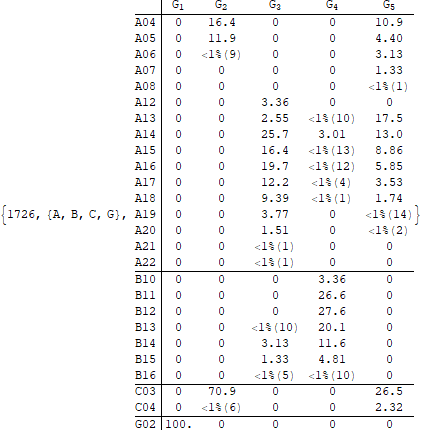 G1 G2 G3 G4 G5
A04 0 16.4 0 0 10.9
A05 0 11.9 0 0 4.40
A06 0 <1%(9) 0 0 3.13
A07 0 0 0 0 1.33
A08 0 0 0 0 <1%(1)
A12 0 0 3.36 0 0
A13 0 0 2.55 <1%(10) 17.5
A14 0 0 25.7 3.01 13.0
A15 0 0 16.4 <1%(13) 8.86
A16 0 0 19.7 <1%(12) 5.85
A17 0 0 12.2 <1%(4) 3.53
A18 0 0 9.39 <1%(1) 1.74
{1726, {A, B, C, G}, A19 0 0 3.77 0 <1%(14)}
A20 0 0 1.51 0 <1%(2)
A21 0 0 <1%(1) 0 0
A22 0 0 <1%(1) 0 0
B10 0 0 0 3.36 0
B11 0 0 0 26.6 0
B12 0 0 0 27.6 0
B13 0 0 <1%(10) 20.1 0
B14 0 0 3.13 11.6 0
B15 0 0 1.33 4.81 0
B16 0 0 <1%(5) <1%(10) 0
C03 0 70.9 0 0 26.5
C04 0 <1%(6) 0 0 2.32
G02 100. 0 0 0 0